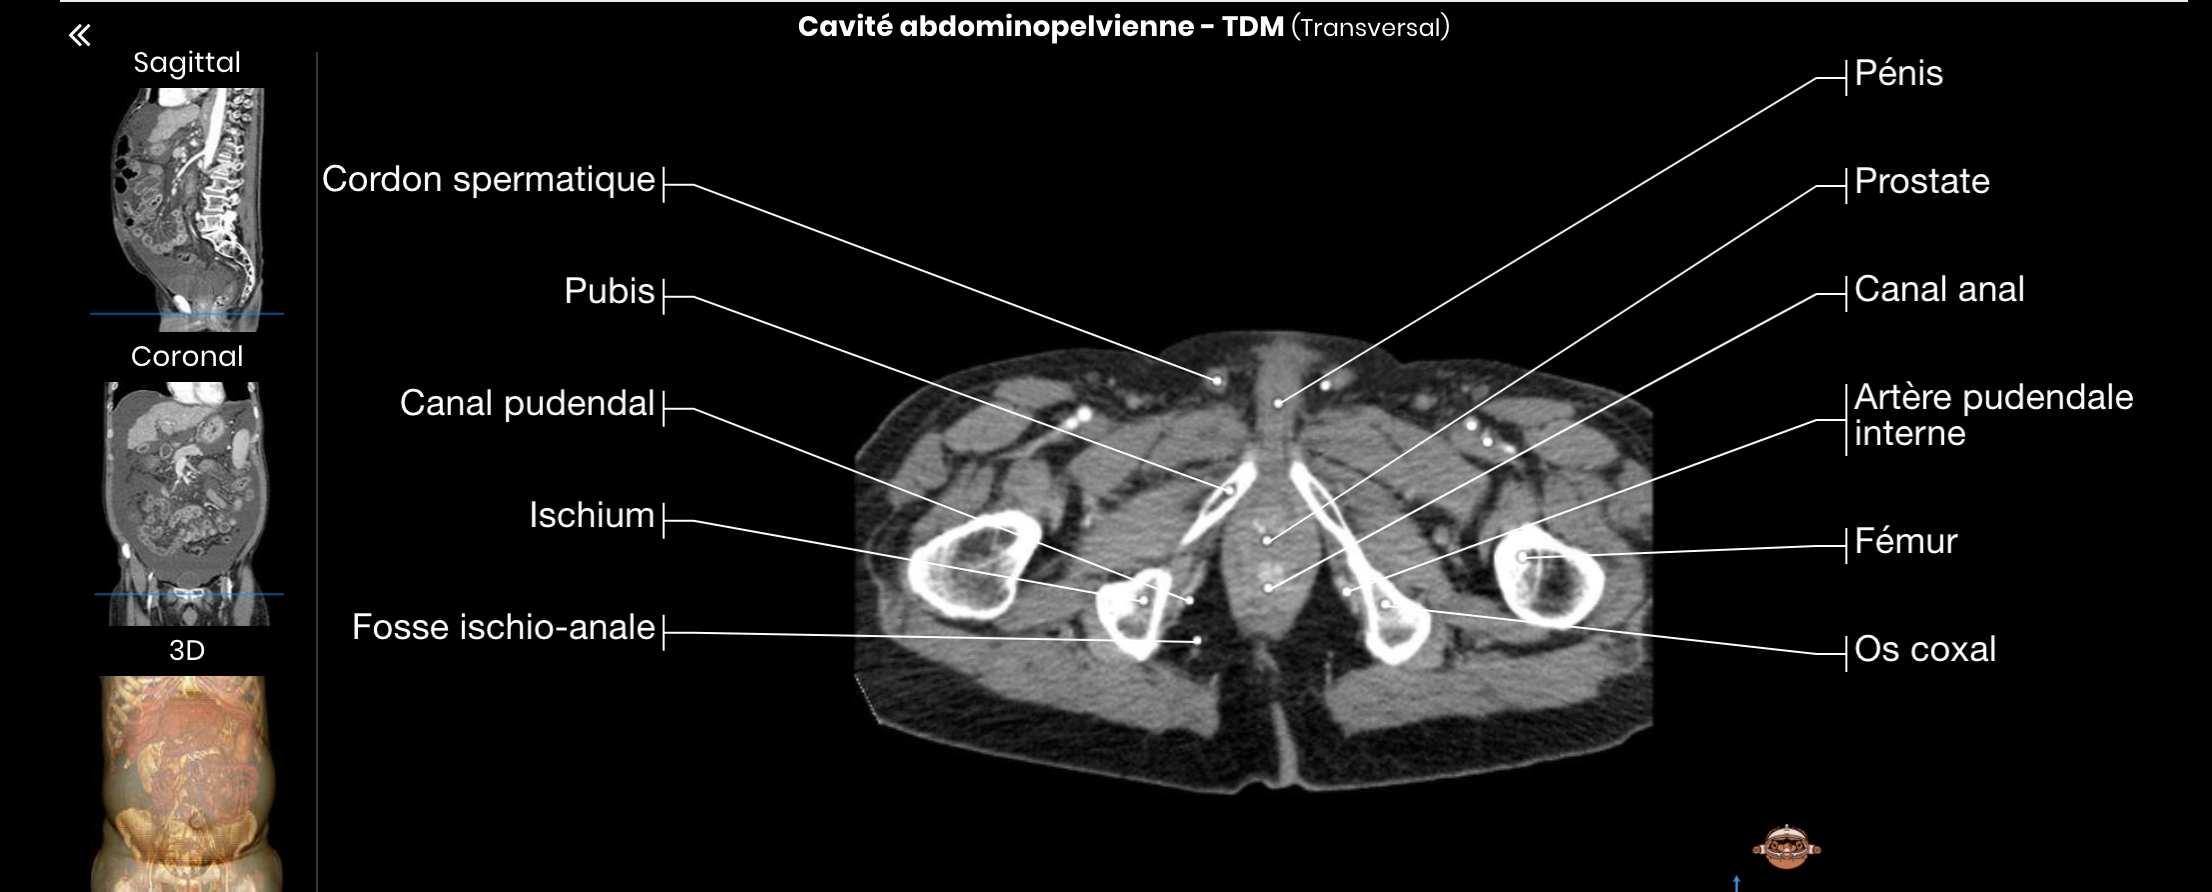 Cavité abdominopelvienne - TDM (Transversal)
Sagittal
Coronal
3D
Cordon spermatique
Pubis
Canal pudendal
Ischium
Fosse ischio-anale
Pénis
Prostate
Canal anal
Artère pudendale
interne
Fémur
Os coxal